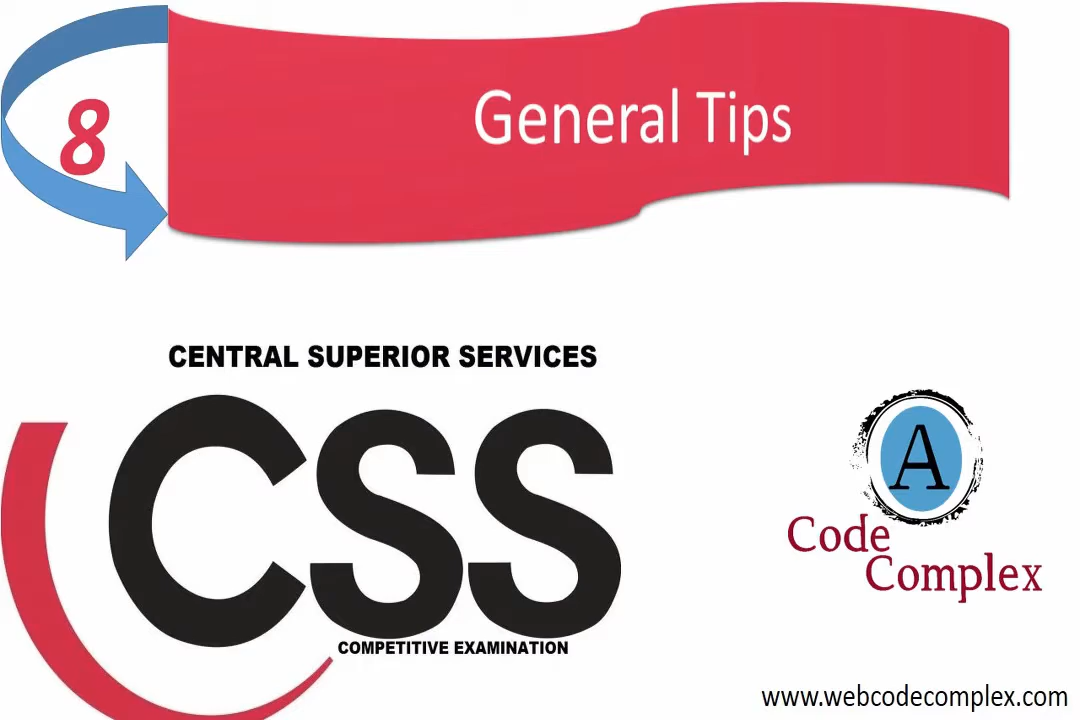 8
General Tips
CENTRAL SUPERIOR SERVICES
CSS
COMPETITIVE EXAMINATION
A
Code
Complex
www.webcodecomplex.com